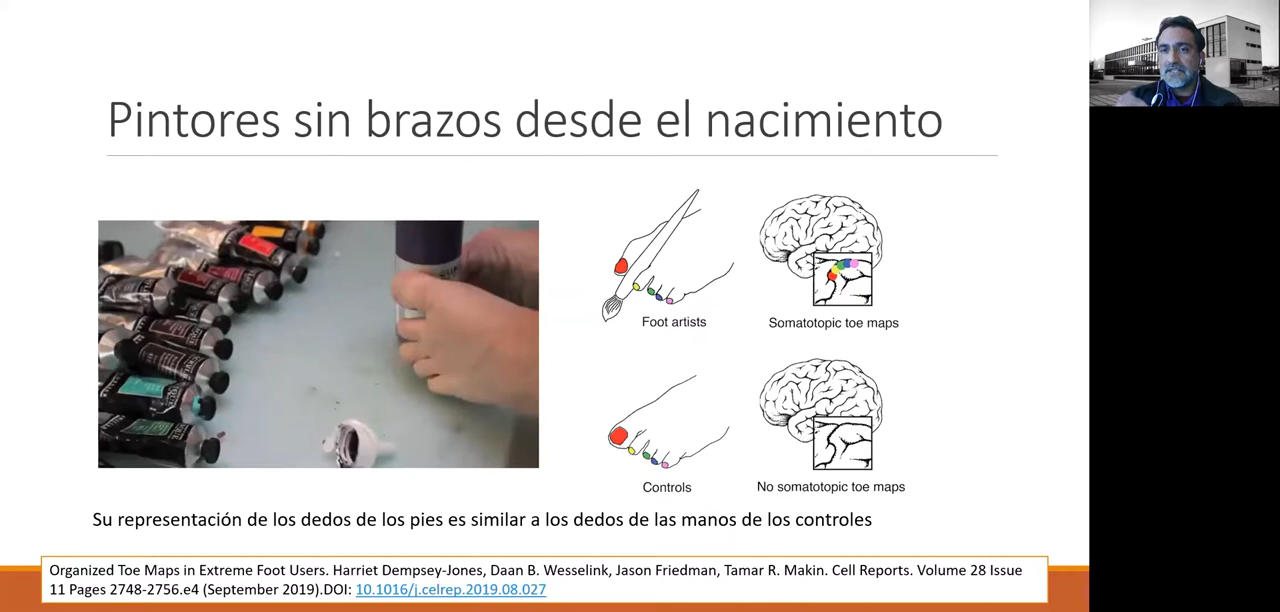 Pintores sin brazos desde el nacimiento
Foot artists
Somatotopic toe maps
Controls
No somatotopic toe maps
Su representación de los dedos de los pies es similar a los dedos de las manos de los controles
Organized Toe Maps in Extreme Foot Users. Harriet Dempsey-Jones, Daan B. Wesselink, Jason Friedman, Tamar R. Makin. Cell Reports. Volume 28 Issue
11 Pages 2748-2756.e4 (September 2019).DOI: 10.1016/j.celrep.2019.08.027